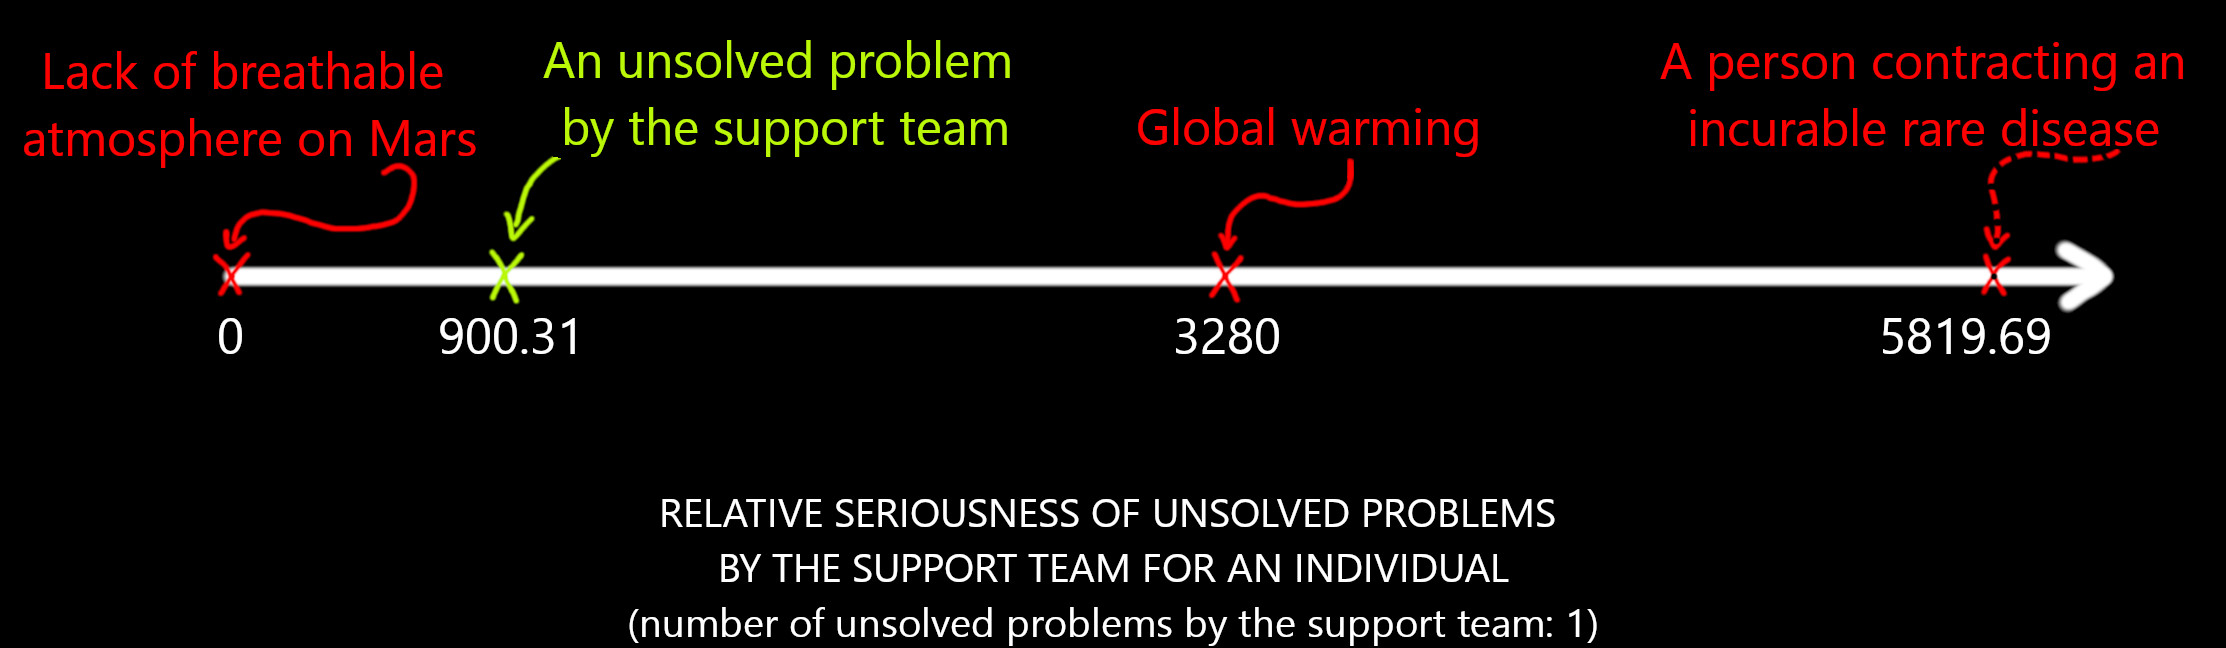 Lack of breathable
atmosphere on Mars
An unsolved problem
by the support team
Global warming
A person contracting an
incurable rare disease
0
900.31
3280
5819.69
RELATIVE SERIOUSNESS OF UNSOLVED PROBLEMS
BY THE SUPPORT TEAM FOR AN INDIVIDUAL
(number of unsolved problems by the support team: 1)